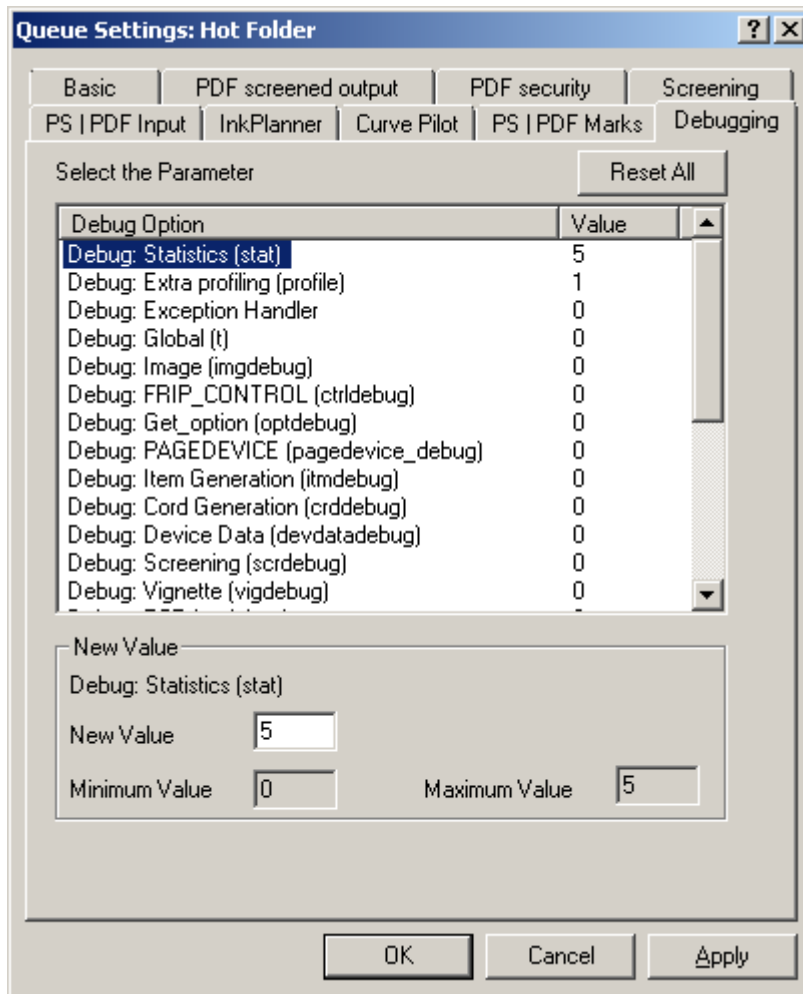 Queue Settings: Hot Folder
Basic PDF screened output PDF security Screening
PS | PDF Input InkPlanner Curve Pilot PS | PDF Marks Debugging
Select the Parameter Reset All
Debug Option Value
Debug: Statistics (stat) 5
Debug: Extra profiling (profile) 1
Debug: Exception Handler 0
Debug: Global (t) 0
Debug: Image (imgdebug) 0
Debug: FRIP_CONTROL (ctrldebug) 0
Debug: Get_option (optdebug) 0
Debug: PAGEDEVICE (pagedevice_debug) 0
Debug: Item Generation (itmdebug) 0
Debug: Cord Generation (crddebug) 0
Debug: Device Data (devdatadebug) 0
Debug: Screening (scrdebug) 0
Debug: Vignette (vigdebug) 0
New Value
Debug: Statistics (stat)
New Value 5
Minimum Value 0 Maximum Value 5
OK Cancel Apply